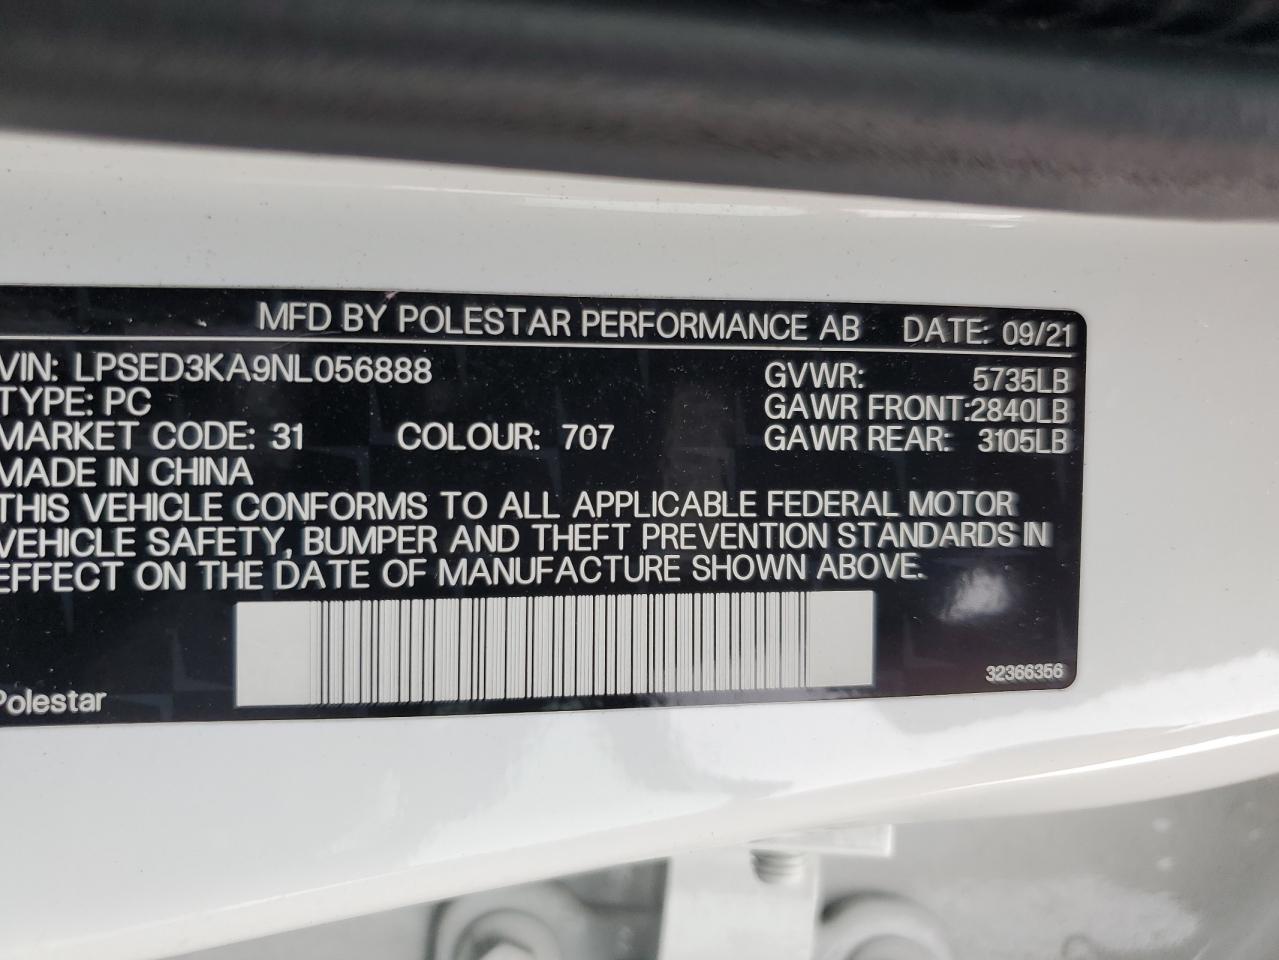 MFD BY POLESTAR PERFORMANCE AB DATE: 09/21
VIN: LPSED3KA9NL056888
TYPE: PC
MARKET CODE: 31 COLOUR: 707
MADE IN CHINA
GVWR: 5735LB
GAWR FRONT: 2840LB
GAWR REAR: 3105LB
THIS VEHICLE CONFORMS TO ALL APPLICABLE FEDERAL MOTOR
VEHICLE SAFETY, BUMPER AND THEFT PREVENTION STANDARDS IN
EFFECT ON THE DATE OF MANUFACTURE SHOWN ABOVE.
Polestar
32366356